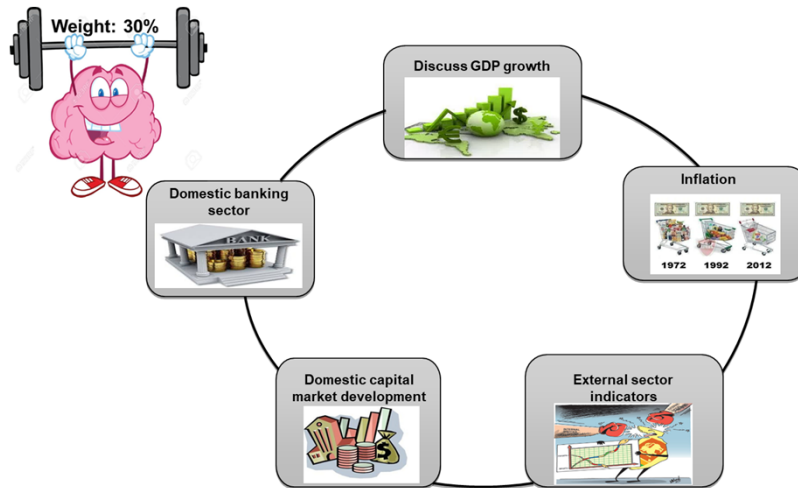 Weight: 30%
Discuss GDP growth
Inflation
1972 1992 2012
External sector
indicators
Domestic capital
market development
$
Domestic banking
sector
BANK
$